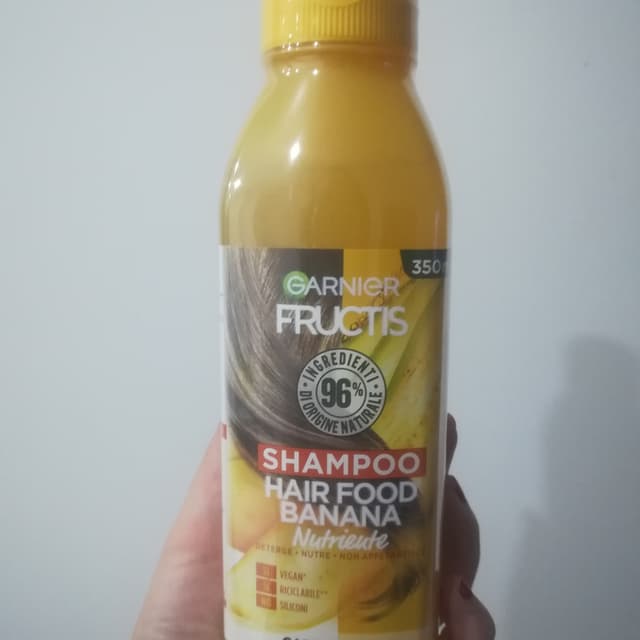 350
GARNIER
FRUCTIS
INGREDIENTI
96%
DI ORIGINE NATURALE
SHAMPOO
HAIR FOOD
BANANA
Nutriente
DETERGE • NUTRE • NON
VEGAN*
RICICLABILE**
SILICONI